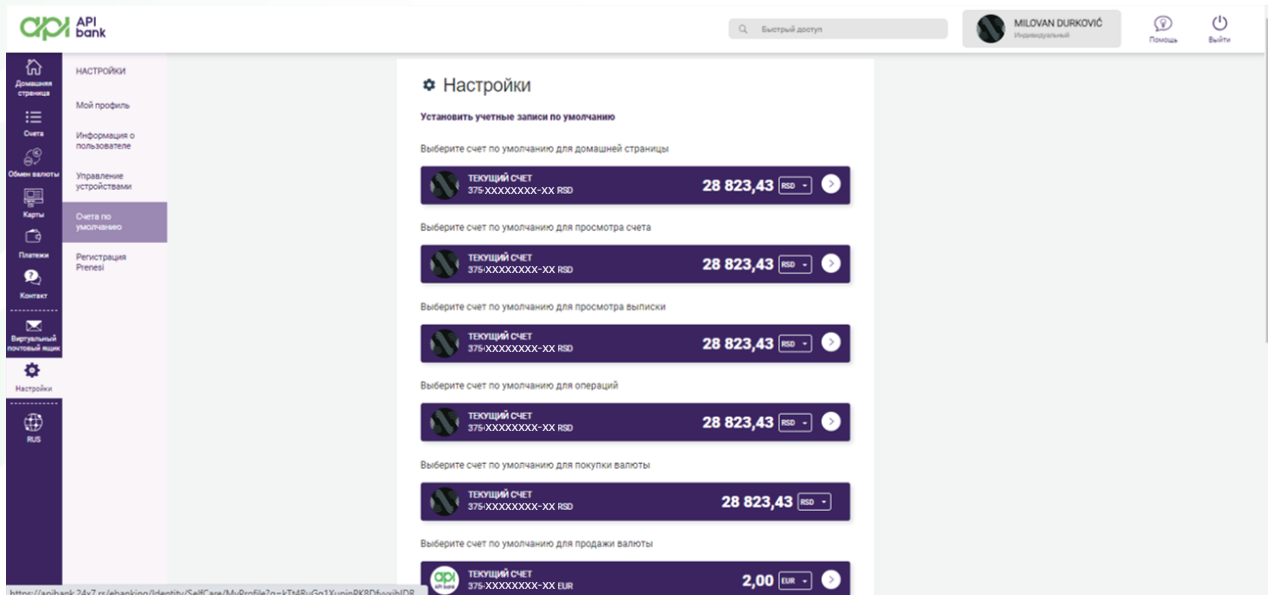 api API
bank
Быстрый доступ
MILOVAN DURKOVIĆ
Индивидуальный
Помощь
Выйти
Домашняя
страница
Счета
Обмен валюты
Карты
Платежи
Контакт
Виртуальный
почтовый ящик
Настройки
RUS
НАСТРОЙКИ
Мой профиль
Информация о
пользователе
Управление
устройствами
Счета по
умолчанию
Регистрация
Prenesi
Настройки
Установить учетные записи по умолчанию
Выберите счет по умолчанию для домашней страницы
ТЕКУЩИЙ СЧЕТ
375-XXXXXXXX-XX RSD
28 823,43 RSD
Выберите счет по умолчанию для просмотра счета
ТЕКУЩИЙ СЧЕТ
375-XXXXXXXX-XX RSD
28 823,43 RSD
Выберите счет по умолчанию для просмотра выписки
ТЕКУЩИЙ СЧЕТ
375-XXXXXXXX-XX RSD
28 823,43 RSD
Выберите счет по умолчанию для операций
ТЕКУЩИЙ СЧЕТ
375-XXXXXXXX-XX RSD
28 823,43 RSD
Выберите счет по умолчанию для покупки валюты
ТЕКУЩИЙ СЧЕТ
375-XXXXXXXX-XX RSD
28 823,43 RSD
Выберите счет по умолчанию для продажи валюты
api
API bank
ТЕКУЩИЙ СЧЕТ
375-XXXXXXXX-XX EUR
2,00 EUR